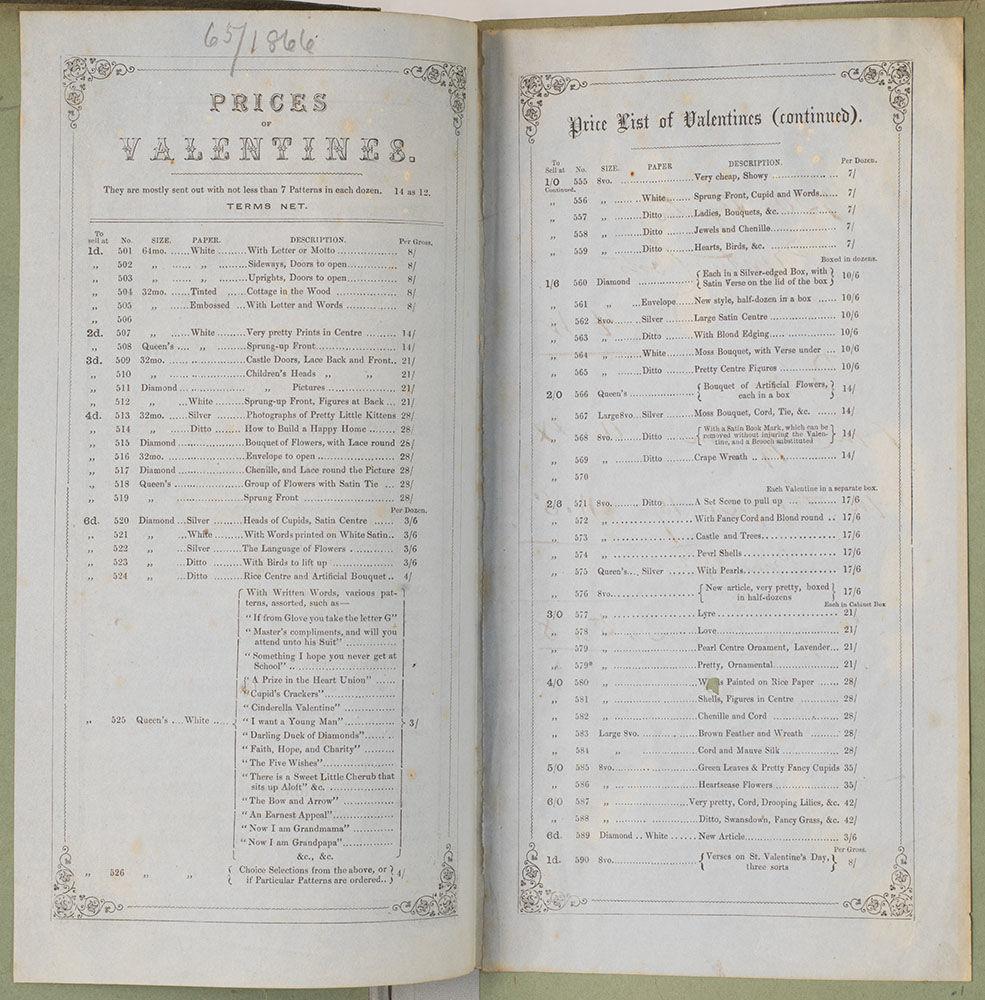 65/1866
PRICES
OF
VALENTINES.
They are mostly sent out with not less than 7 Patterns in each dozen. 14 as 12.
TERMS NET.
To sell at No. SIZE. PAPER. DESCRIPTION. Per Gross.
1d. 501 64mo. ......White .........With Letter or Motto ............... 8/
„ 502 „ ...... „ .........Sideways, Doors to open............... 8/
„ 503 „ ...... „ .........Uprights, Doors to open............... 8/
„ 504 32mo. ......Tinted .....Cottage in the Wood ............... 8/
„ 505 ......Embossed ...With Letter and Words ............ 8/
„ 506
2d. 507 „ ......White .........Very pretty Prints in Centre ....... 14/
„ 508 Queen's .... „ .........Sprung-up Front..................... 14/
3d. 509 32mo. .....................Castle Doors, Lace Back and Front.. 21/
„ 510 „ .....................Children's Heads „ „ 21/
„ 511 Diamond ..................... „ Pictures .................. 21/
„ 512 „ ...White .........Sprung-up Front, Figures at Back ... 21/
4d. 513 32mo. ......Silver .........Photographs of Pretty Little Kittens 28/
„ 514 „ ......Ditto ........ How to Build a Happy Home ........ 28/
„ 515 Diamond .....................Bouquet of Flowers, with Lace round 28/
„ 516 32mo. .....................Envelope to open ..................... 28/
„ 517 Diamond .....................Chenille, and Lace round the Picture 28/
„ 518 Queen's .....................Group of Flowers with Satin Tie ... 28/
„ 519 „ .....................Sprung Front ..................... 28/
Per Dozen.
6d. 520 Diamond ...Silver .........Heads of Cupids, Satin Centre ...... 3/6
„ 521 „ ...White .........With Words printed on White Satin.. 3/6
„ 522 „ ...Silver .........The Language of Flowers ............ 3/6
„ 523 „ ...Ditto .........With Birds to lift up ............... 3/6
„ 524 „ ...Ditto .........Rice Centre and Artificial Bouquet.. 4/
With Written Words, various pat-
terns, assorted, such as—
"If from Glove you take the letter G"
"Master's compliments, and will you
attend unto his Suit" ...............
"Something I hope you never get at
School" ..............................
"A Prize in the Heart Union" ......
"Cupid's Crackers"..................
"Cinderella Valentine" ...............
„ 525 Queen's ....White ..... "I want a Young Man"............... 3/
"Darling Duck of Diamonds"........
"Faith, Hope, and Charity" .........
"The Five Wishes"..................
"There is a Sweet Little Cherub that
sits up Aloft" &c. ..................
"The Bow and Arrow" ...............
"An Earnest Appeal"..................
"Now I am Grandmama" ............
"Now I am Grandpapa"...............
&c., &c.
„ 526 „ „ Choice Selections from the above, or 4/
if Particular Patterns are ordered..
Price List of Valentines (continued).
To Sell at No. SIZE. PAPER DESCRIPTION. Per Dozen.
1/0 555 8vo. .....................Very cheap, Showy .................. 7/
Continued.
„ 556 „ ........White........ Sprung Front, Cupid and Words...... 7/
„ 557 „ ........Ditto ........Ladies, Bouquets, &c. ............... 7/
„ 558 „ ........Ditto ........Jewels and Chenille.................. 7/
„ 559 „ ........Ditto ........Hearts, Birds, &c. .................. 7/
Boxed in dozens.
1/6 560 Diamond .................. Each in a Silver-edged Box, with 10/6
Satin Verse on the lid of the box
„ 561 „ ...Envelope......New style, half-dozen in a box ...... 10/6
„ 562 8vo........ Silver ........Large Satin Centre .................. 10/6
„ 563 „ ........ Ditto ........With Blond Edging.................. 10/6
„ 564 „ ........ White........Moss Bouquet, with Verse under ... 10/6
„ 565 „ ........ Ditto ........Pretty Centre Figures ............... 10/6
2/0 566 Queen's ..................... Bouquet of Artificial Flowers, 14/
each in a box
„ 567 Large8vo....Silver ........Moss Bouquet, Cord, Tie, &c. ...... 14/
„ 568 8vo........ Ditto ........ With a Satin Book Mark, which can be 14/
removed without injuring the Valen-
tine, and a Brooch substituted
„ 569 „ ........Ditto ........Crape Wreath ..................... 14/
„ 570
Each Valentine in a separate box.
2/6 571 8vo........ Ditto........A Set Scene to pull up ............... 17/6
„ 572 „ .....................With Fancy Cord and Blond round .. 17/6
„ 573 „ .....................Castle and Trees..................... 17/6
„ 574 „ .....................Pearl Shells........................ 17/6
„ 575 Queen's.... Silver ......With Pearls........................ 17/6
„ 576 8vo..................... New article, very pretty, boxed 17/6
in half-dozens
Each in Cabinet Box
3/0 577 „ .....................Lyre .............................. 21/
„ 578 „ .....................Love.............................. 21/
„ 579 „ .....................Pearl Centre Ornament, Lavender... 21/
„ 579* „ .....................Pretty, Ornamental.................. 21/
4/0 580 „ ..................... Painted on Rice Paper ...... 28/
„ 581 „ .....................Shells, Figures in Centre ............ 28/
„ 582 „ .....................Chenille and Cord .................. 28/
„ 583 Large 8vo. ..................Brown Feather and Wreath ......... 28/
„ 584 „ ..................Cord and Mauve Silk ............... 28/
5/0 585 8vo.....................Green Leaves & Pretty Fancy Cupids 35/
„ 586 „ .....................Heartsease Flowers .................. 35/
6/0 587 „ .....................Very pretty, Cord, Drooping Lilies, &c. 42/
„ 588 „ .....................Ditto, Swansdown, Fancy Grass, &c. 42/
6d. 589 Diamond .. White ......New Article........................ 3/6
Per Gross.
1d. 590 8vo..................... Verses on St. Valentine's Day, 8/
three sorts